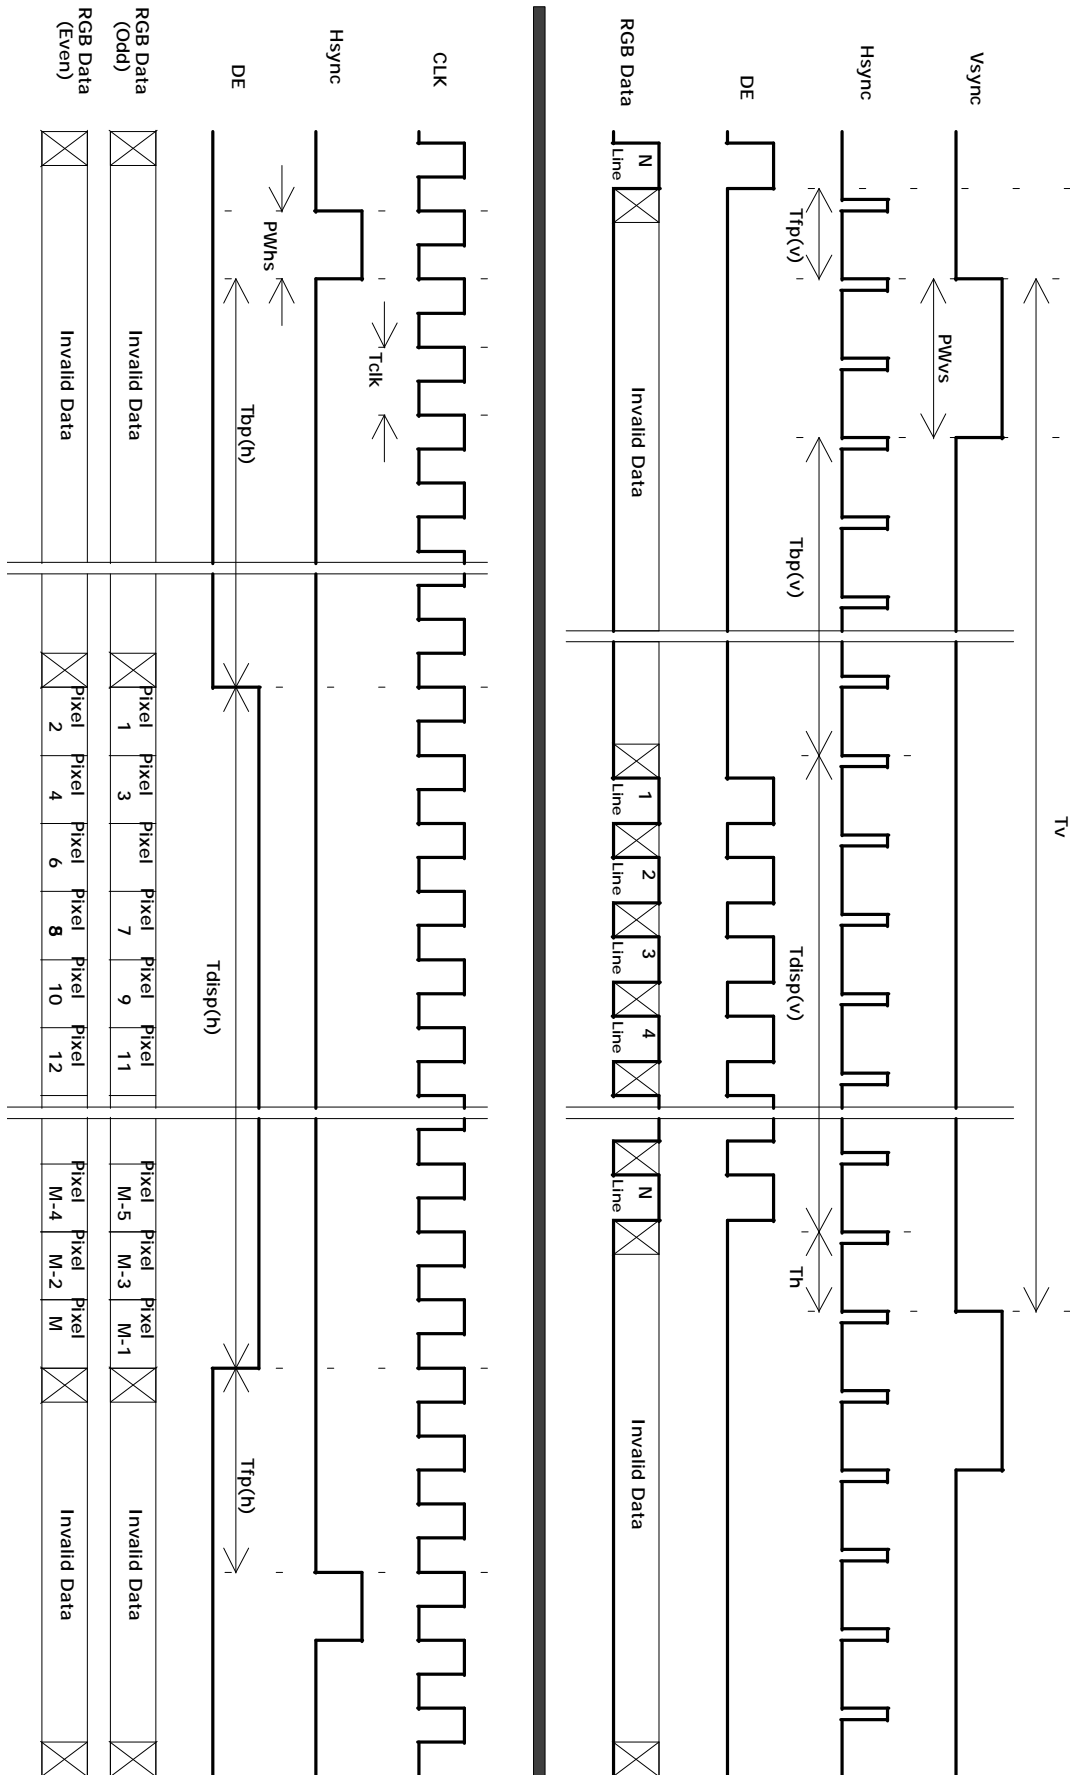 Vsync
Tv
PWvs
Hsync
Tfp(v)
Tbp(v)
Tdisp(v)
Th
DE
RGB Data
N
Line
Invalid Data
1
Line
2
Line
3
Line
4
Line
N
Line
Invalid Data
CLK
Tclk
Hsync
PWhs
Tbp(h)
Tdisp(h)
Tfp(h)
DE
RGB Data
(Odd)
Invalid Data
Pixel
1
Pixel
3
Pixel
Pixel
7
Pixel
9
Pixel
11
Pixel
M-5
Pixel
M-3
Pixel
M-1
Invalid Data
RGB Data
(Even)
Invalid Data
Pixel
2
Pixel
4
Pixel
6
Pixel
8
Pixel
10
Pixel
12
Pixel
M-4
Pixel
M-2
Pixel
M
Invalid Data